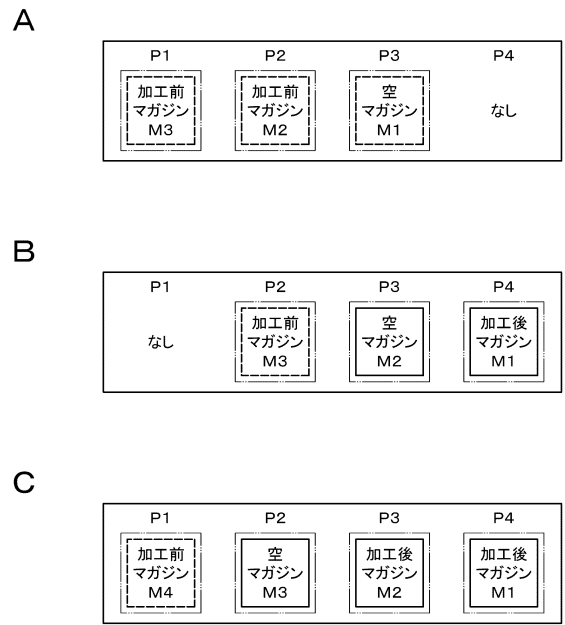 A
P1 P2 P3 P4
加工前 加工前 空
マガジン マガジン マガジン なし
M3 M2 M1
B
P1 P2 P3 P4
加工前 空 加工後
なし マガジン マガジン マガジン
M3 M2 M1
C
P1 P2 P3 P4
加工前 空 加工後 加工後
マガジン マガジン マガジン マガジン
M4 M3 M2 M1